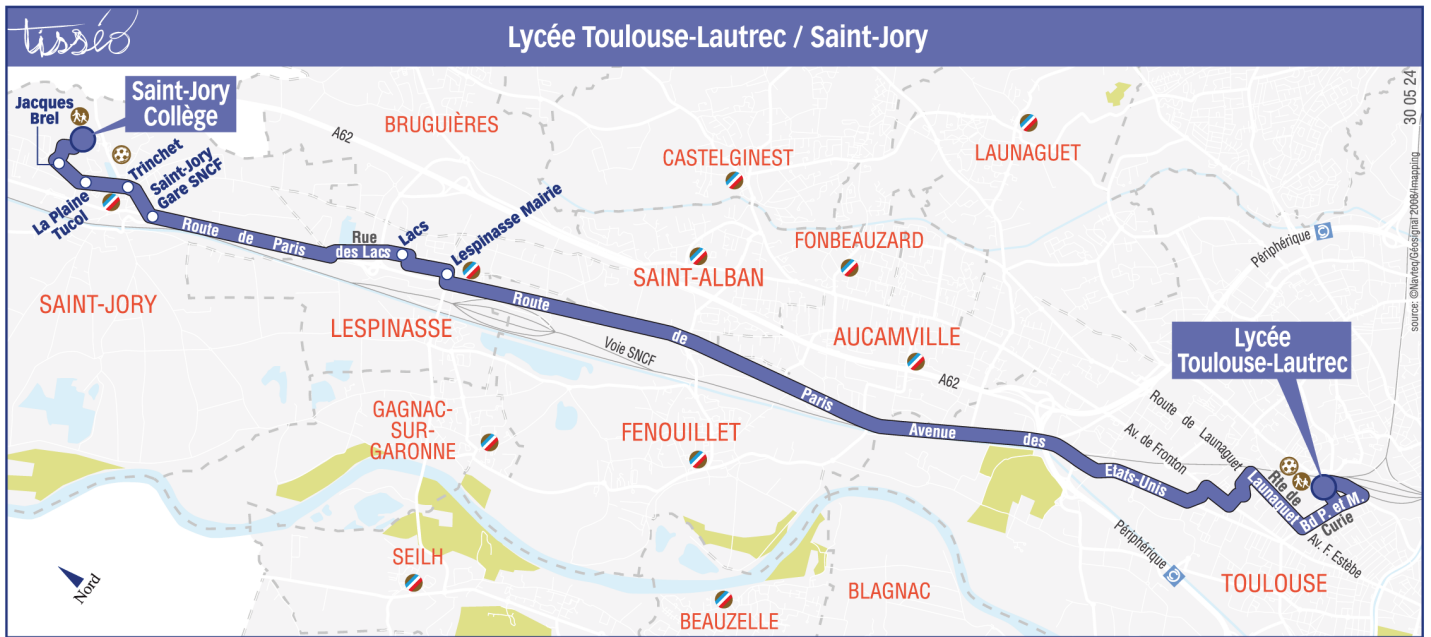 tisséo
Lycée Toulouse-Lautrec / Saint-Jory
30 05 24
source: ©Navteq/Géosignal 2008/Imapping
Jacques
Brel
Saint-Jory
Collège
Trinchet
Saint-Jory
Gare SNCF
La Plaine
Tucol
A62
BRUGUIÈRES
CASTELGINEST
LAUNAGUET
Route de Paris
Rue
des Lacs
Lacs
Lespinasse Mairie
SAINT-ALBAN
FONBEAUZARD
Périphérique
SAINT-JORY
LESPINASSE
Route de Paris
Voie SNCF
AUCAMVILLE
A62
Lycée
Toulouse-Lautrec
GAGNAC-
SUR-
GARONNE
FENOUILLET
Avenue des Etats-Unis
Route de Launaguet
Av. de Fronton
Rte de
Launaguet
Bd P. et M.
Curie
Av. F. Estèbe
Périphérique
SEILH
BEAUZELLE
BLAGNAC
TOULOUSE
Nord